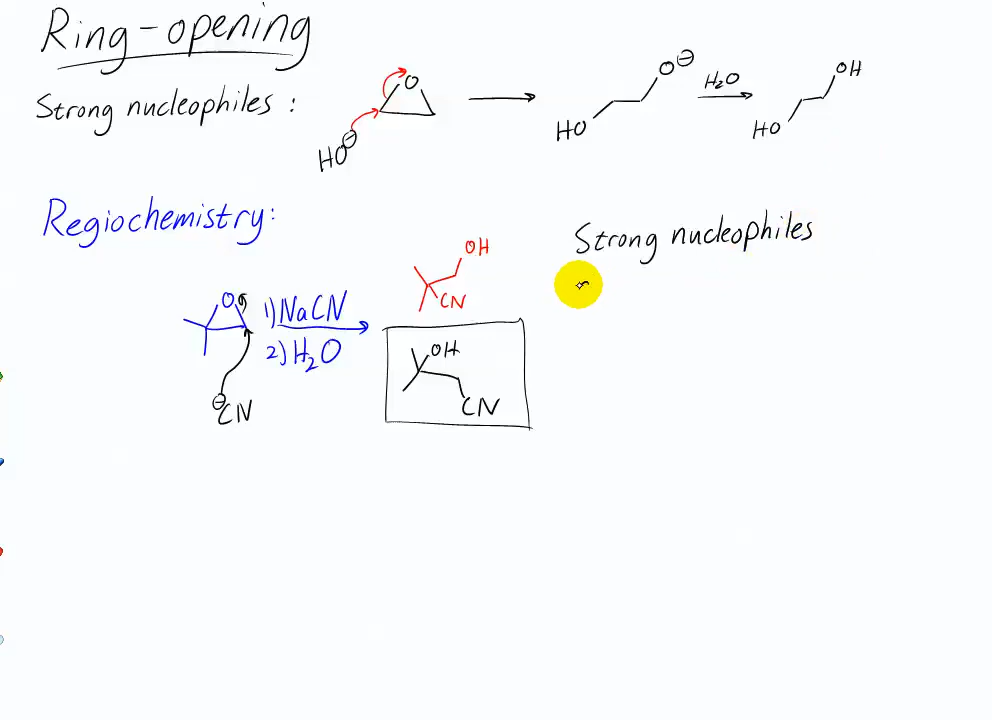 Ring-opening
Strong nucleophiles :
O
HO⊖
HO
O⊖
H₂O
HO
OH
Regiochemistry:
Strong nucleophiles
OH
CN
O
1) NaCN
2) H₂O
⊖CN
OH
CN